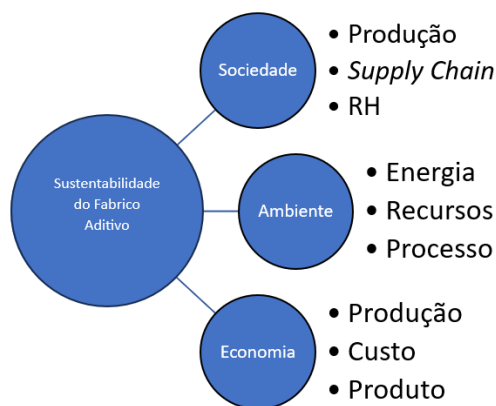 Sustentabilidade
do Fabrico
Aditivo
Sociedade
• Produção
• Supply Chain
• RH
Ambiente
• Energia
• Recursos
• Processo
Economia
• Produção
• Custo
• Produto